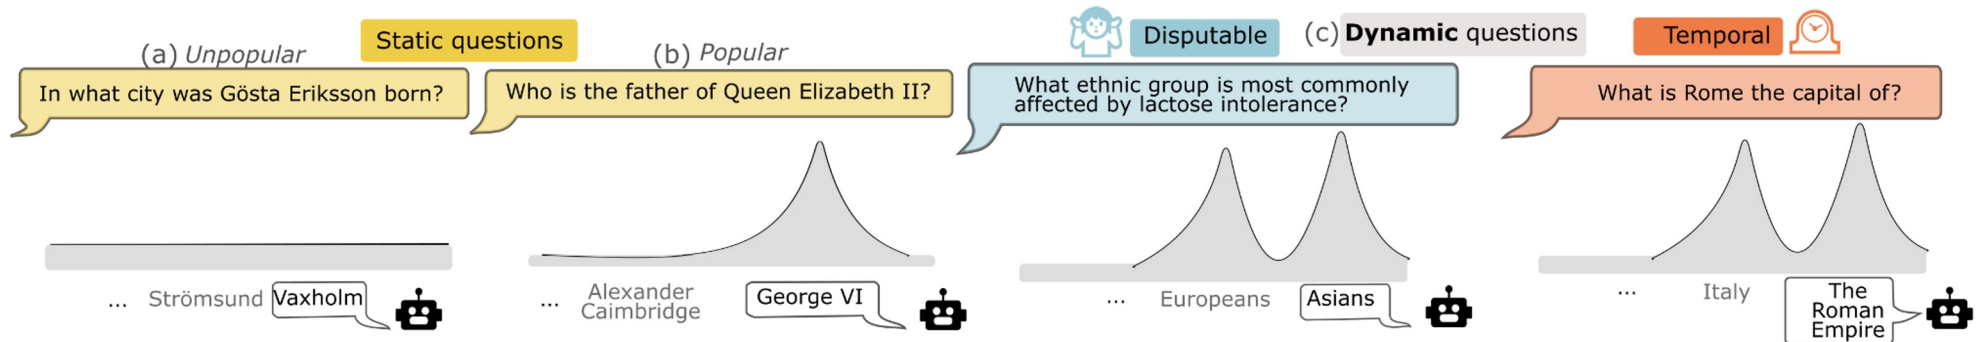 Static questions
(a) Unpopular
(b) Popular
Disputable
(c) Dynamic questions
Temporal
In what city was Gösta Eriksson born?
Who is the father of Queen Elizabeth II?
What ethnic group is most commonly
affected by lactose intolerance?
What is Rome the capital of?
... Strömsund
Vaxholm
... Alexander
Caimbridge
George VI
... Europeans
Asians
... Italy
The
Roman
Empire